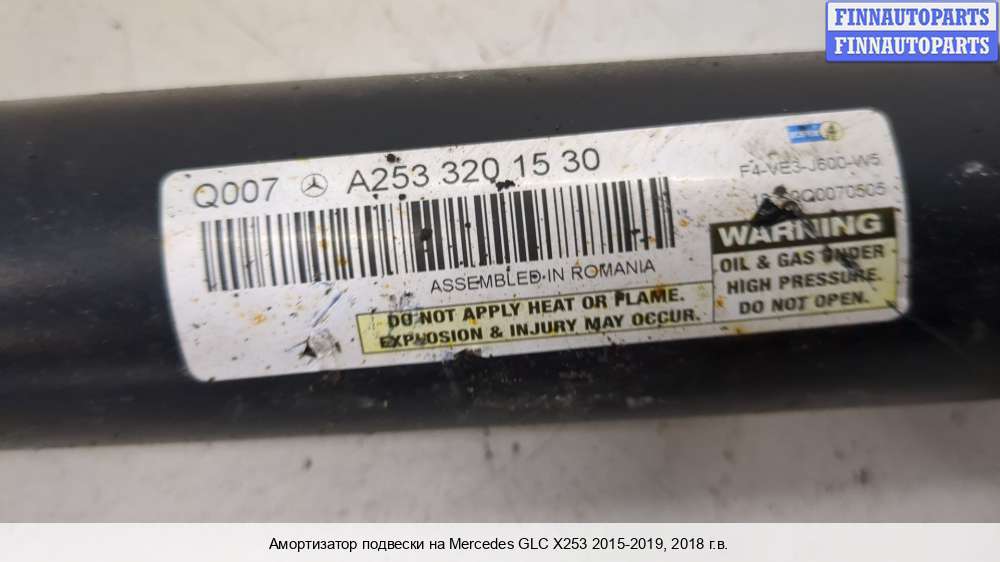 FINNAUTOPARTS
FINNAUTOPARTS
Q007 A253 320 15 30
F4-VE3-J600-W5
Q0070505
ASSEMBLED IN ROMANIA
WARNING
OIL & GAS UNDER
HIGH PRESSURE.
DO NOT OPEN.
DO NOT APPLY HEAT OR FLAME.
EXPLOSION & INJURY MAY OCCUR.
Амортизатор подвески на Mercedes GLC X253 2015-2019, 2018 г.в.